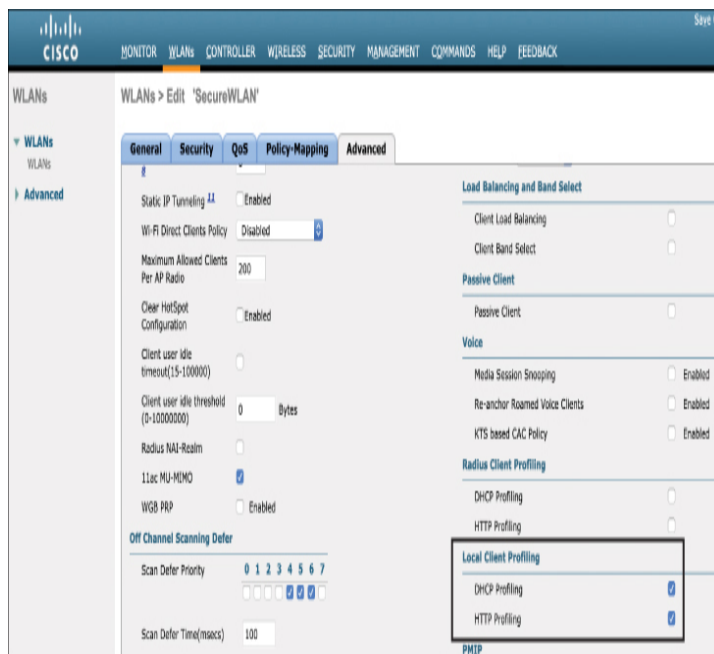 Save
CISCO
MONITOR WLANs CONTROLLER WIRELESS SECURITY MANAGEMENT COMMANDS HELP FEEDBACK
WLANs
WLANs > Edit 'SecureWLAN'
WLANs
WLANs
Advanced
General Security QoS Policy-Mapping Advanced
Static IP Tunneling 11 Enabled
Wi-Fi Direct Clients Policy Disabled
Maximum Allowed Clients
Per AP Radio
200
Clear HotSpot
Configuration
Enabled
Client user idle
timeout(15-100000)
Client user idle threshold
(0-10000000)
0 Bytes
Radius NAI-Realm
11ac MU-MIMO
WGB PRP Enabled
Off Channel Scanning Defer
Scan Defer Priority 0 1 2 3 4 5 6 7
Scan Defer Time(msecs) 100
Load Balancing and Band Select
Client Load Balancing
Client Band Select
Passive Client
Passive Client
Voice
Media Session Snooping Enabled
Re-anchor Roamed Voice Clients Enabled
KTS based CAC Policy Enabled
Radius Client Profiling
DHCP Profiling
HTTP Profiling
Local Client Profiling
DHCP Profiling
HTTP Profiling
PMIP